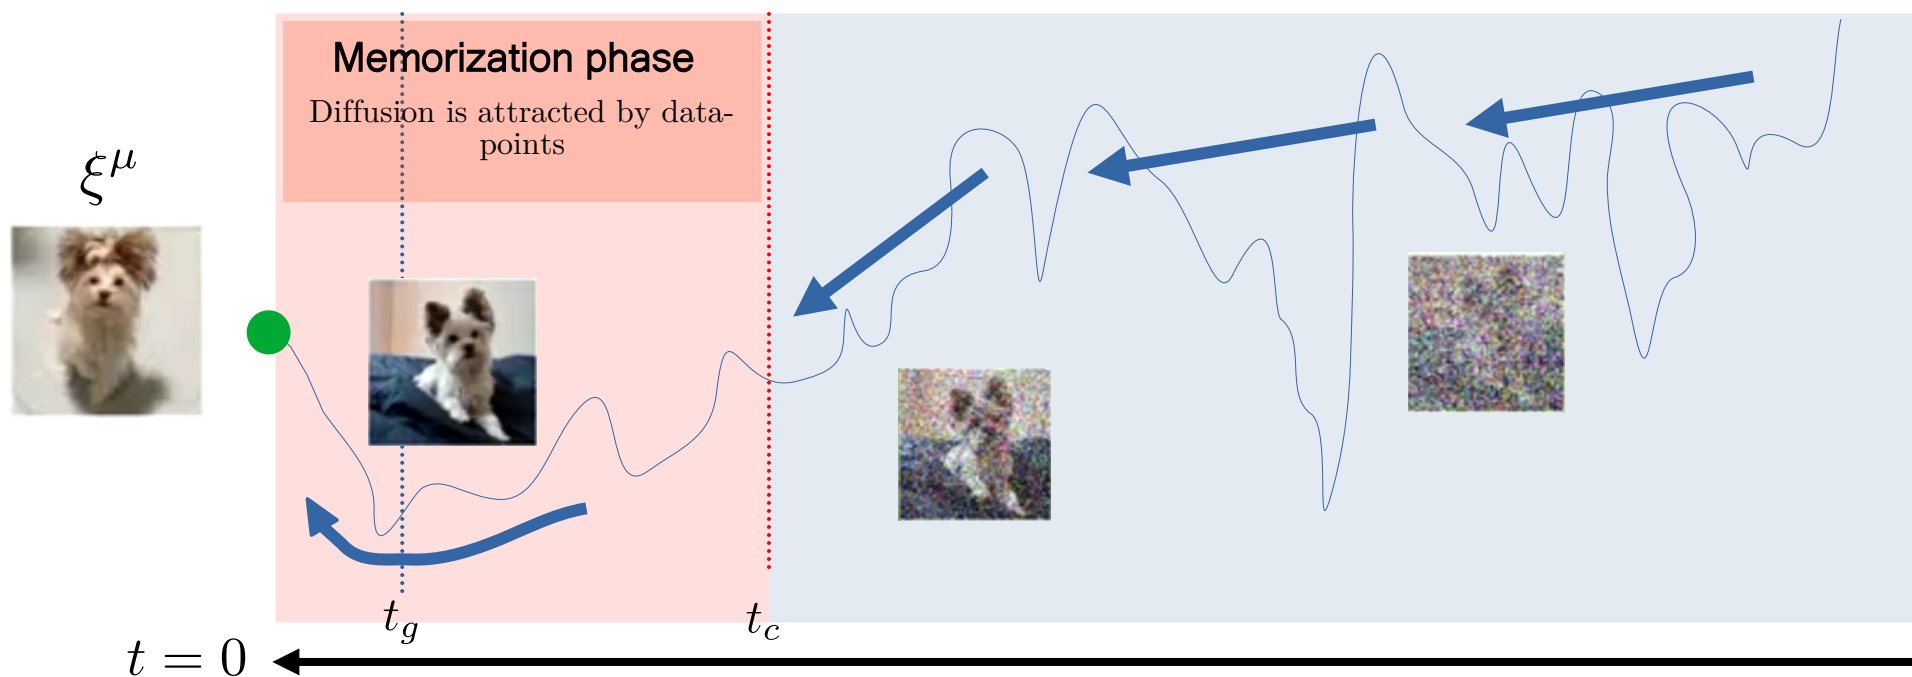 Memorization phase
Diffusion is attracted by data-
points
ξ^μ
t_g
t_c
t = 0